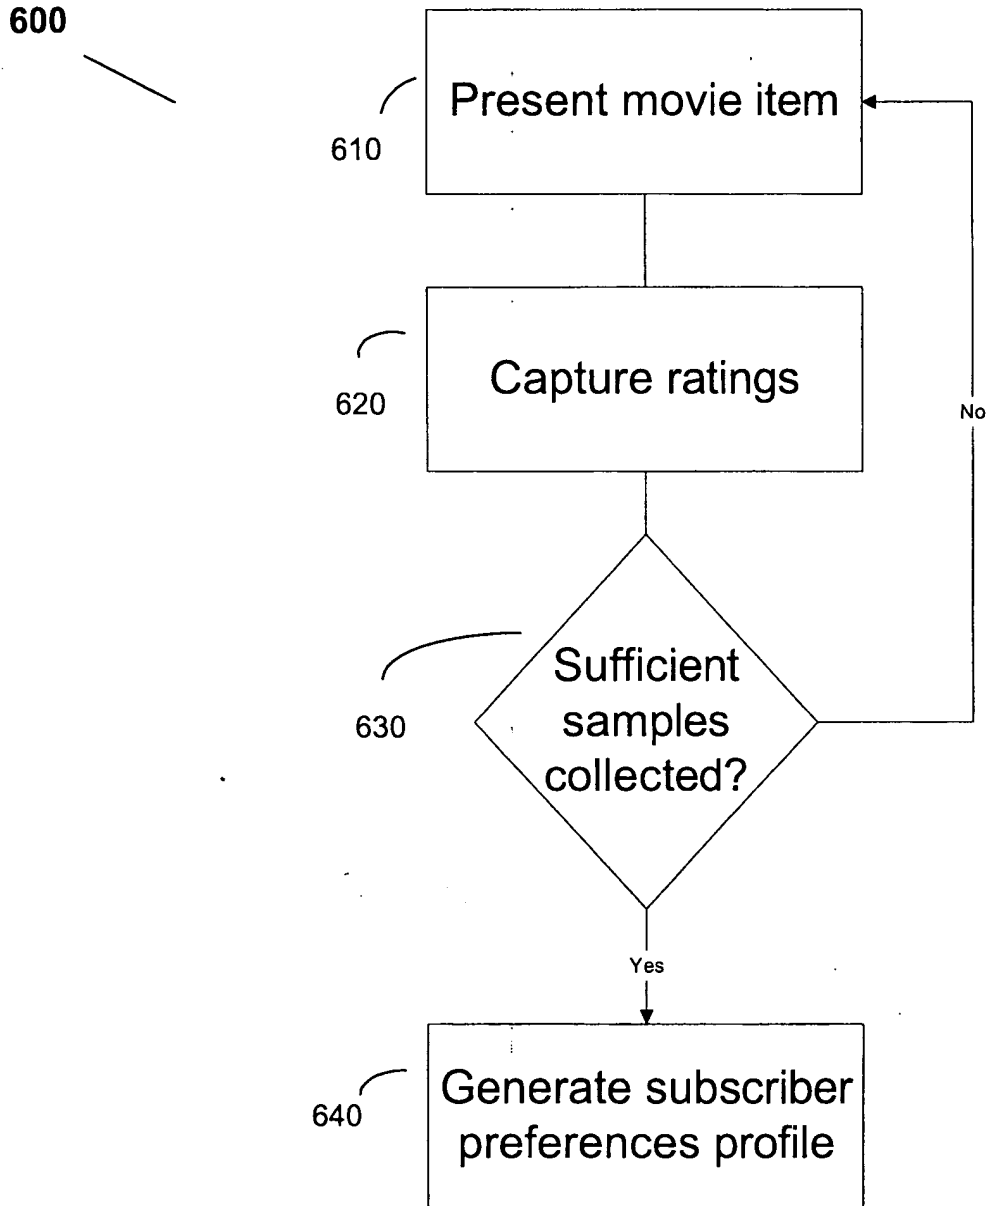 600
Present movie item
610
Capture ratings
620
No
Sufficient
samples
collected?
630
Yes
Generate subscriber
preferences profile
640